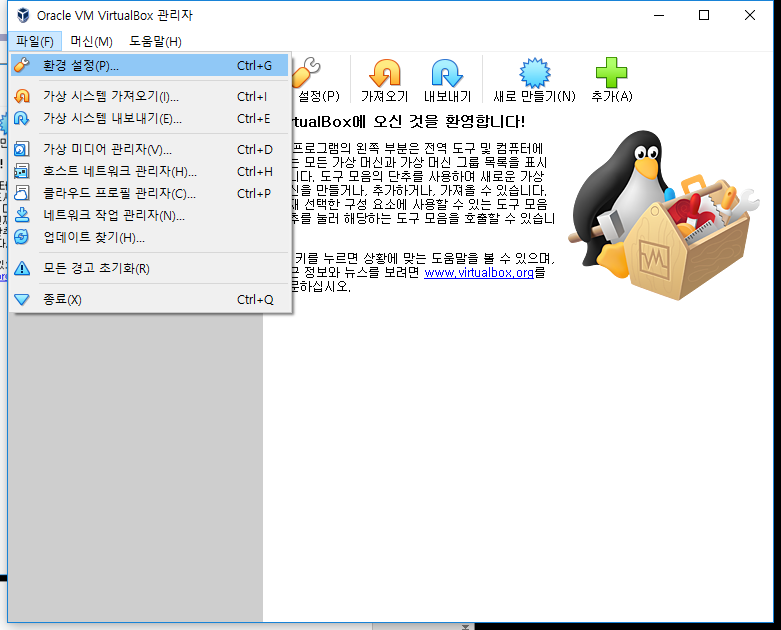 Oracle VM VirtualBox 관리자
파일(F) 머신(M) 도움말(H)
환경 설정(P)... Ctrl+G
가상 시스템 가져오기(I)... Ctrl+I
가상 시스템 내보내기(E)... Ctrl+E
가상 미디어 관리자(V)... Ctrl+D
호스트 네트워크 관리자(H)... Ctrl+H
클라우드 프로필 관리자(C)... Ctrl+P
네트워크 작업 관리자(N)...
업데이트 찾기(H)...
모든 경고 초기화(R)
종료(X) Ctrl+Q
설정(P) 가져오기 내보내기 새로 만들기(N) 추가(A)
rtualBox에 오신 것을 환영합니다!
프로그램의 왼쪽 부분은 전역 도구 및 컴퓨터에
는 모든 가상 머신과 가상 머신 그룹 목록을 표시
니다. 도구 모음의 단추를 사용하여 새로운 가상
신을 만들거나, 추가하거나, 가져올 수 있습니다.
재 선택한 구성 요소에 사용할 수 있는 도구 모음
추를 눌러 해당하는 도구 모음을 호출할 수 있습니
키를 누르면 상황에 맞는 도움말을 볼 수 있으며,
근 정보와 뉴스를 보려면 www.virtualbox.org를
문하십시오.